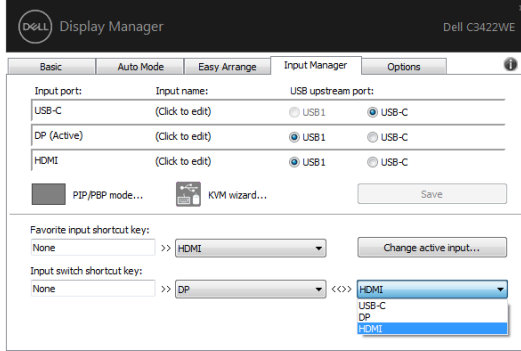 DELL Display Manager
Dell C3422WE
Basic Auto Mode Easy Arrange Input Manager Options
Input port: Input name: USB upstream port:
USB-C (Click to edit) USB1 USB-C
DP (Active) (Click to edit) USB1 USB-C
HDMI (Click to edit) USB1 USB-C
PIP/PBP mode... KVM wizard... Save
Favorite input shortcut key:
None >> HDMI Change active input...
Input switch shortcut key:
None >> DP <<>> HDMI
USB-C
DP
HDMI